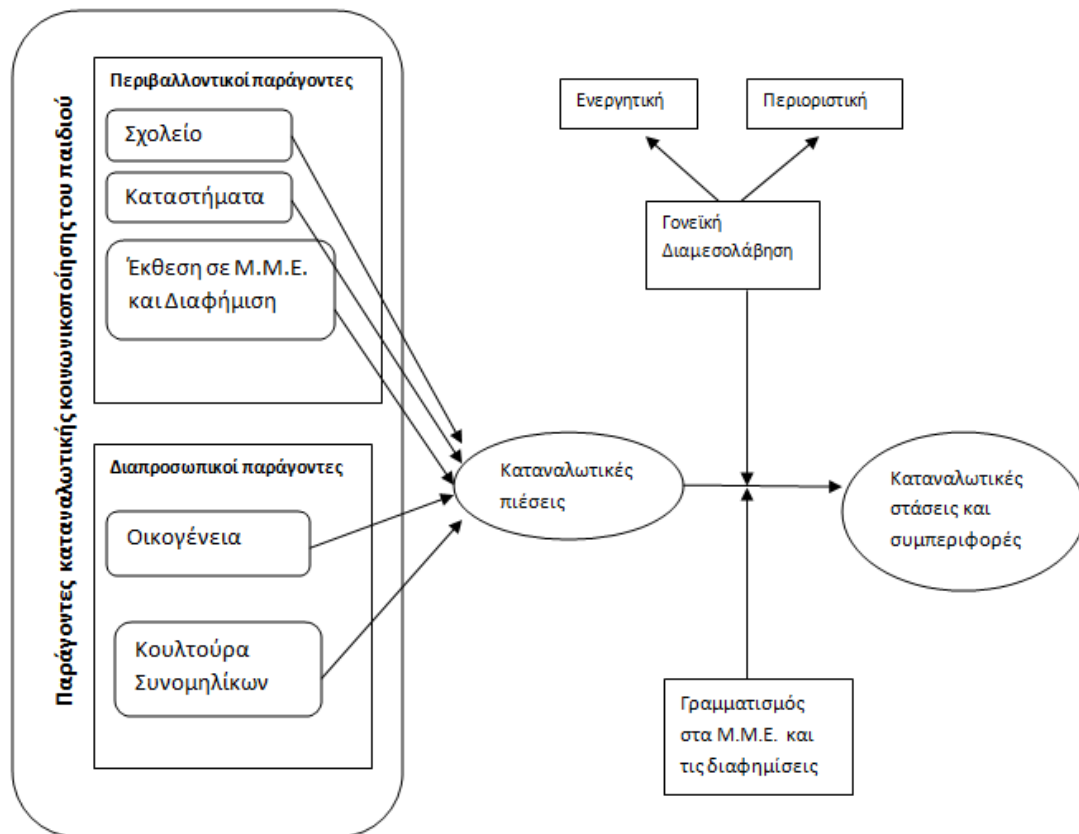 Παράγοντες καταναλωτικής κοινωνικοποίησης του παιδιού
Περιβαλλοντικοί παράγοντες
Σχολείο
Καταστήματα
Έκθεση σε Μ.Μ.Ε.
και Διαφήμιση
Διαπροσωπικοί παράγοντες
Οικογένεια
Κουλτούρα
Συνομηλίκων
Καταναλωτικές
πιέσεις
Ενεργητική
Περιοριστική
Γονεϊκή
Διαμεσολάβηση
Καταναλωτικές
στάσεις και
συμπεριφορές
Γραμματισμός
στα Μ.Μ.Ε. και
τις διαφημίσεις